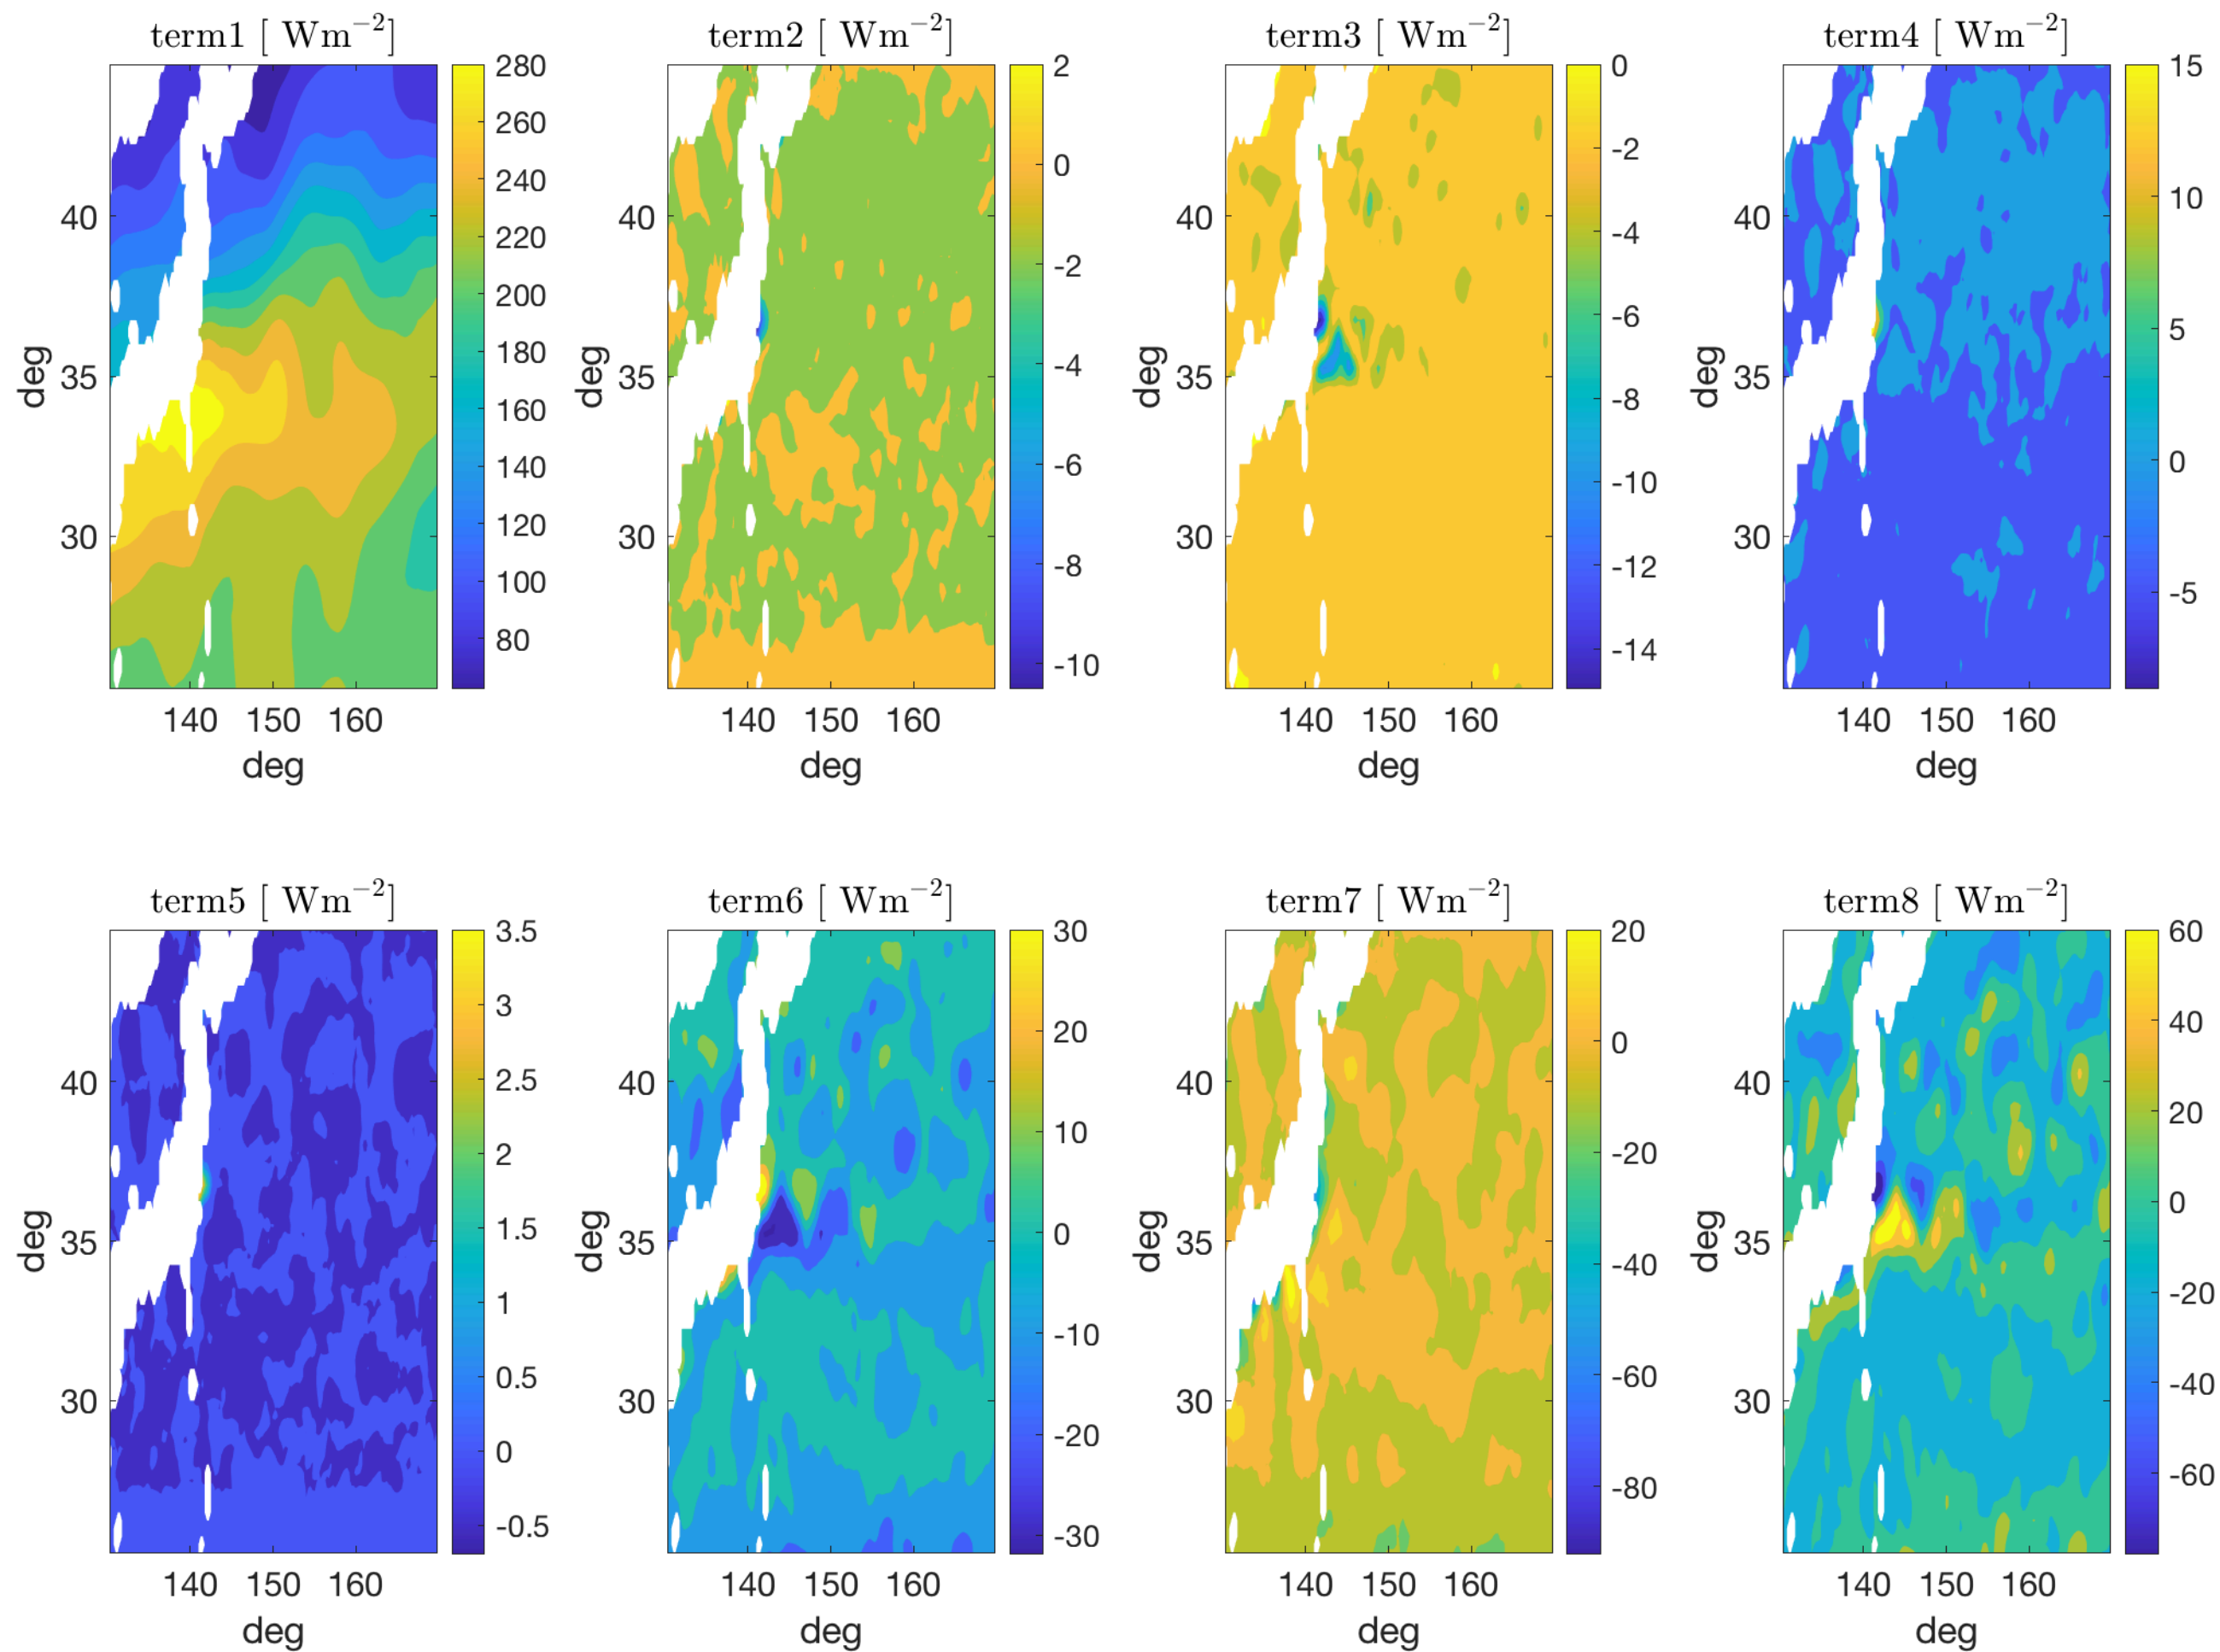 term1 [ Wm−2]
280
260
240
220
200
180
160
140
120
100
80
40
35
30
deg
140 150 160
deg
term2 [ Wm−2]
2
0
-2
-4
-6
-8
-10
40
35
30
deg
140 150 160
deg
term3 [ Wm−2]
0
-2
-4
-6
-8
-10
-12
-14
40
35
30
deg
140 150 160
deg
term4 [ Wm−2]
15
10
5
0
-5
40
35
30
deg
140 150 160
deg
term5 [ Wm−2]
3.5
3
2.5
2
1.5
1
0.5
0
-0.5
40
35
30
deg
140 150 160
deg
term6 [ Wm−2]
30
20
10
0
-10
-20
-30
40
35
30
deg
140 150 160
deg
term7 [ Wm−2]
20
0
-20
-40
-60
-80
40
35
30
deg
140 150 160
deg
term8 [ Wm−2]
60
40
20
0
-20
-40
-60
40
35
30
deg
140 150 160
deg